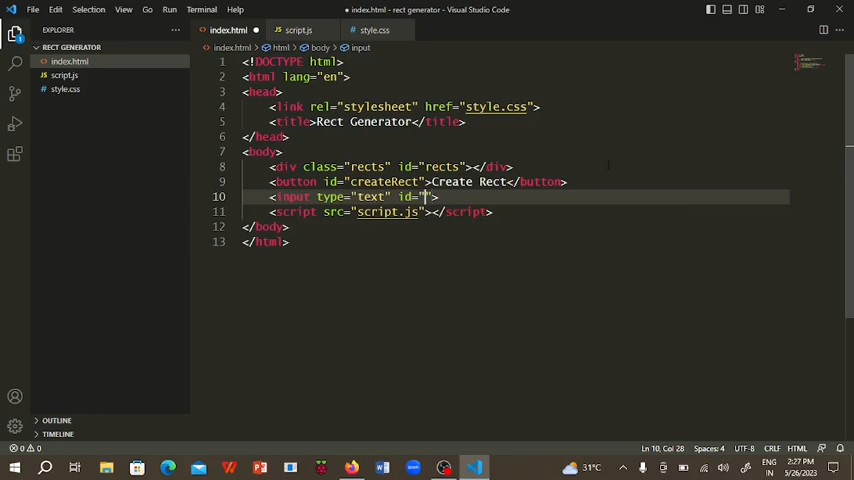 File Edit Selection View Go Run Terminal Help
● index.html - rect generator - Visual Studio Code
EXPLORER
index.html
script.js
style.css
RECT GENERATOR
index.html > html > body > input
index.html
script.js
style.css
1 <!DOCTYPE html>
2 <html lang="en">
3 <head>
4 <link rel="stylesheet" href="style.css">
5 <title>Rect Generator</title>
6 </head>
7 <body>
8 <div class="rects" id="rects"></div>
9 <button id="createRect">Create Rect</button>
10 <input type="text" id="">
11 <script src="script.js"></script>
12 </body>
13 </html>
OUTLINE
TIMELINE
0 0
Ln 10, Col 28 Spaces: 4 UTF-8 CRLF HTML
31°C
ENG
IN
2:27 PM
5/26/2023